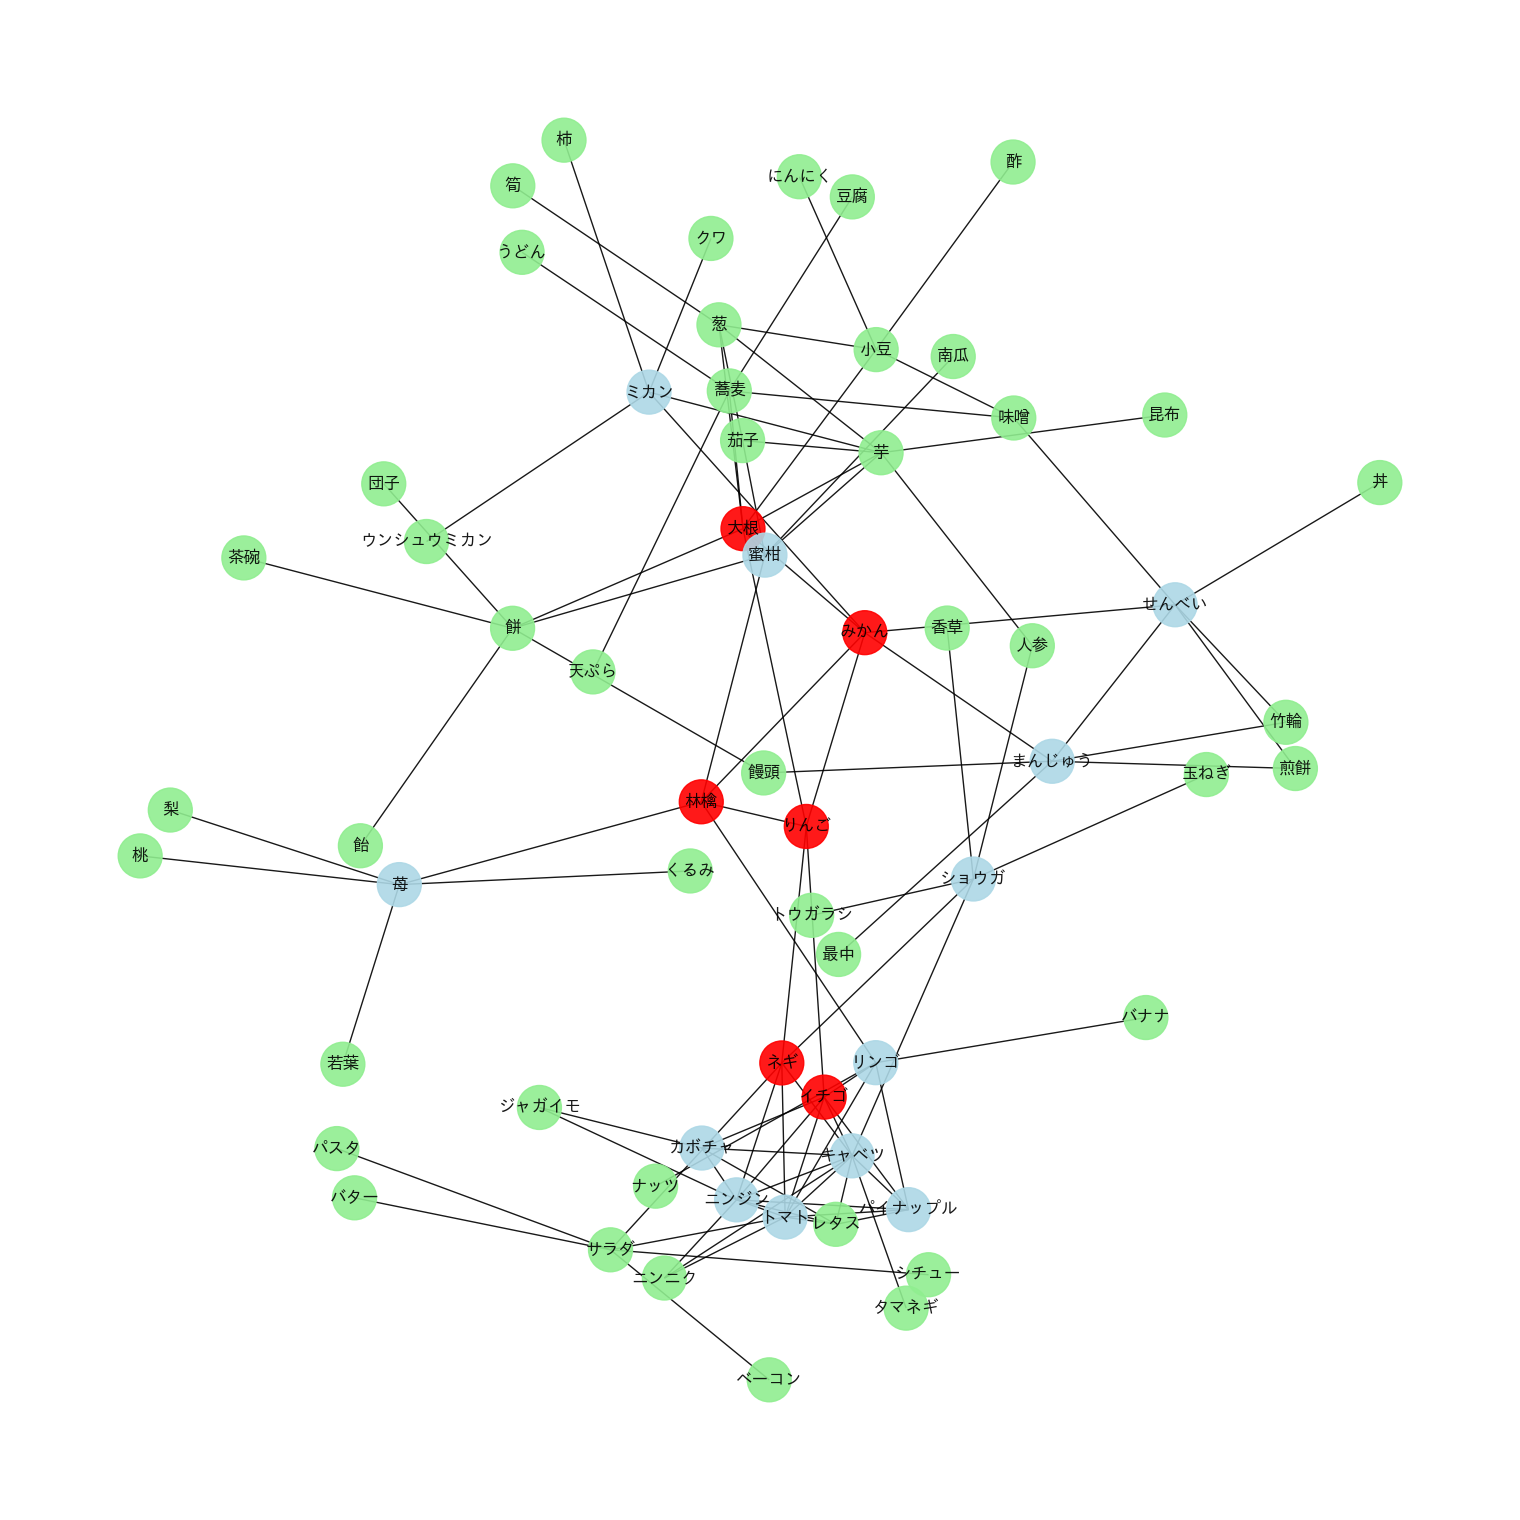 柿
酢
にんにく
筍
豆腐
クワ
うどん
葱
小豆
南瓜
ミカン
蕎麦
味噌
昆布
茄子
芋
団子
丼
大根
ウンシュウミカン
蜜柑
茶碗
せんべい
餅
みかん
香草
人参
天ぷら
竹輪
まんじゅう
饅頭
玉ねぎ
煎餅
林檎
梨
りんご
飴
桃
くるみ
ショウガ
苺
トウガラシ
最中
バナナ
ネギ
リンゴ
若葉
イチゴ
ジャガイモ
パスタ
カボチャ
キャベツ
ナッツ
バター
ニンジン
パイナップル
トマト
レタス
サラダ
シチュー
ニンニク
タマネギ
ベーコン